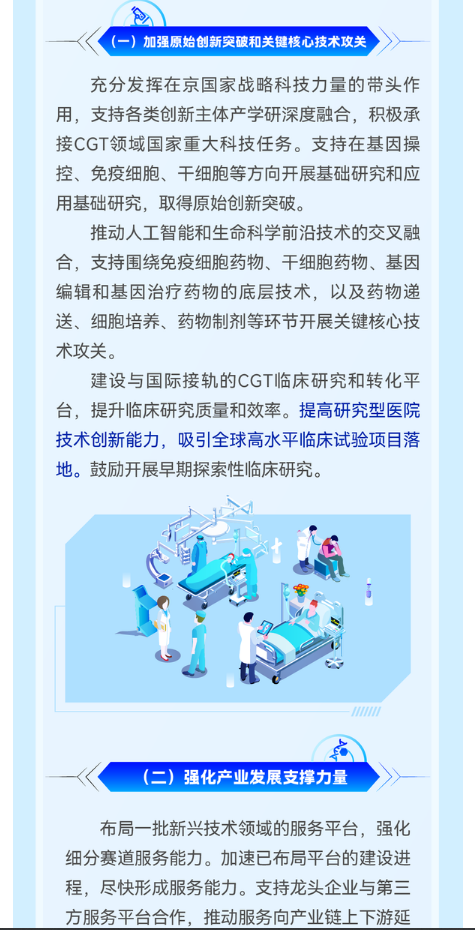 （一）加强原始创新突破和关键核心技术攻关
充分发挥在京国家战略科技力量的带头作
用，支持各类创新主体产学研深度融合，积极承
接CGT领域国家重大科技任务。支持在基因操
控、免疫细胞、干细胞等方向开展基础研究和应
用基础研究，取得原始创新突破。
推动人工智能和生命科学前沿技术的交叉融
合，支持围绕免疫细胞药物、干细胞药物、基因
编辑和基因治疗药物的底层技术，以及药物递
送、细胞培养、药物制剂等环节开展关键核心技
术攻关。
建设与国际接轨的CGT临床研究和转化平
台，提升临床研究质量和效率。提高研究型医院
技术创新能力，吸引全球高水平临床试验项目落
地。鼓励开展早期探索性临床研究。
（二）强化产业发展支撑力量
布局一批新兴技术领域的服务平台，强化
细分赛道服务能力。加速已布局平台的建设进
程，尽快形成服务能力。支持龙头企业与第三
方服务平台合作，推动服务向产业链上下游延